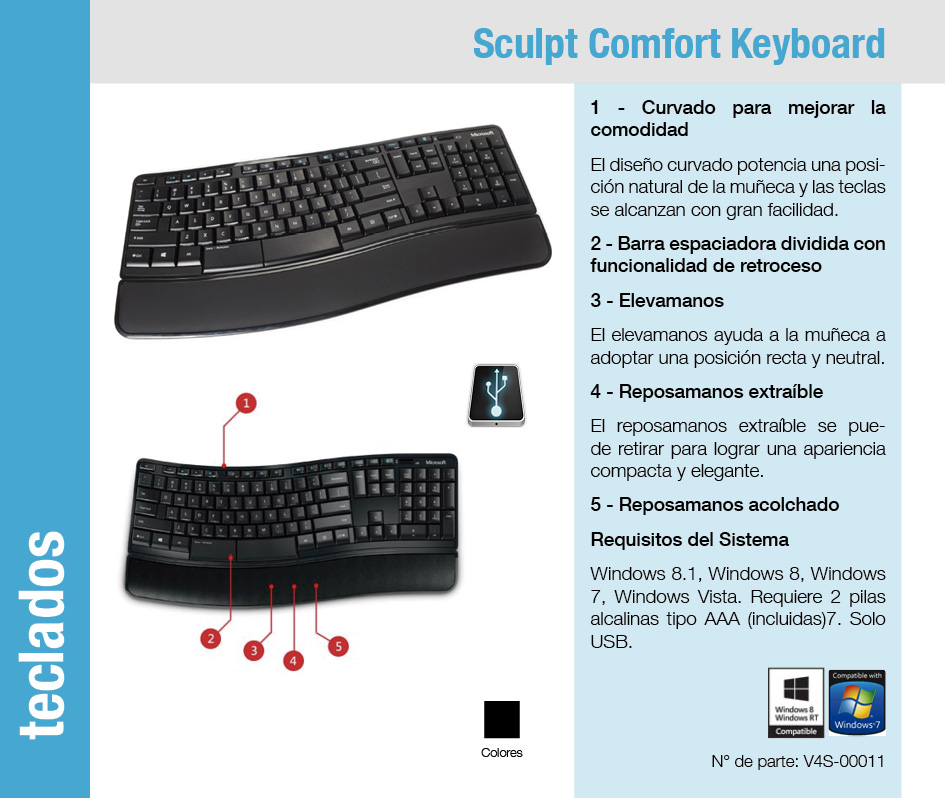 Sculpt Comfort Keyboard
teclados
1 - Curvado para mejorar la
comodidad
El diseño curvado potencia una posi-
ción natural de la muñeca y las teclas
se alcanzan con gran facilidad.
2 - Barra espaciadora dividida con
funcionalidad de retroceso
3 - Elevamanos
El elevamanos ayuda a la muñeca a
adoptar una posición recta y neutral.
4 - Reposamanos extraíble
El reposamanos extraíble se pue-
de retirar para lograr una apariencia
compacta y elegante.
5 - Reposamanos acolchado
Requisitos del Sistema
Windows 8.1, Windows 8, Windows
7, Windows Vista. Requiere 2 pilas
alcalinas tipo AAA (incluidas)7. Solo
USB.
Windows 8
Windows RT
Compatible
Compatible with
Windows 7
N° de parte: V4S-00011
Microsoft
Microsoft
1
2
3
4
5
Colores